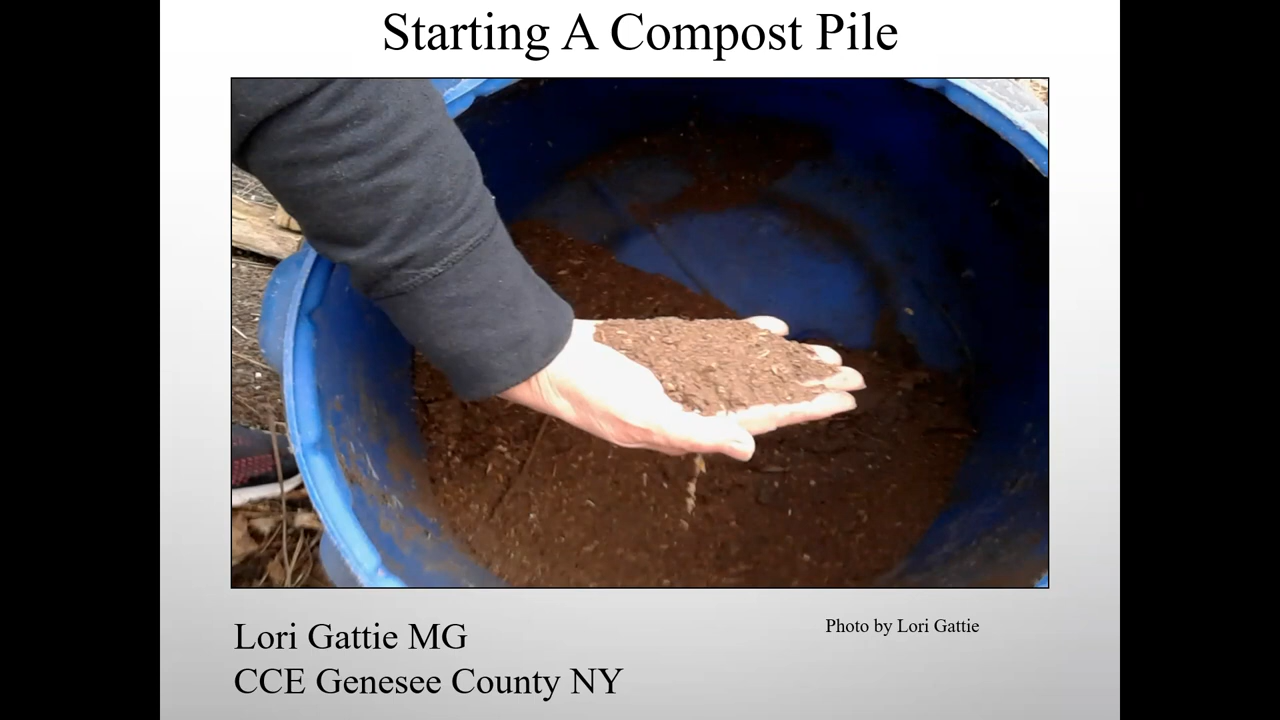 Starting A Compost Pile
Lori Gattie MG
Photo by Lori Gattie
CCE Genesee County NY